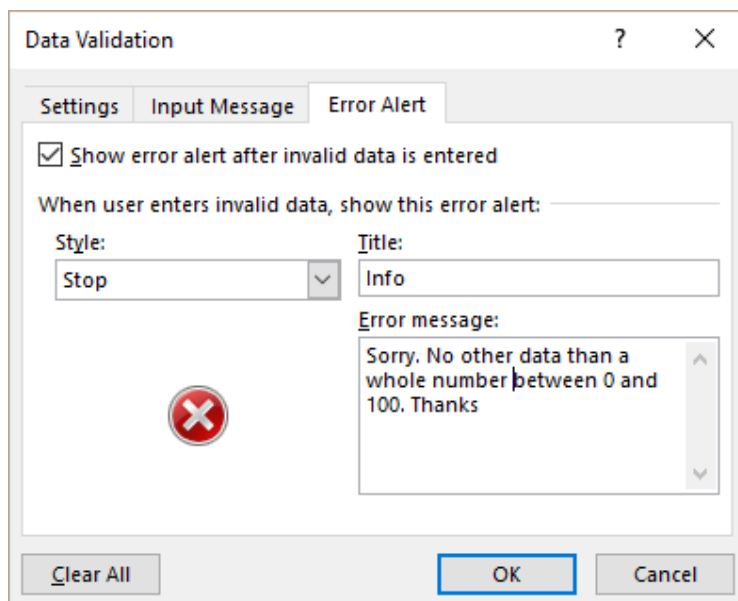 Data Validation ?
Settings Input Message Error Alert
Show error alert after invalid data is entered
When user enters invalid data, show this error alert:
Style: Title:
Stop Info
Error message:
Sorry. No other data than a
whole number between 0 and
100. Thanks
Clear All OK Cancel